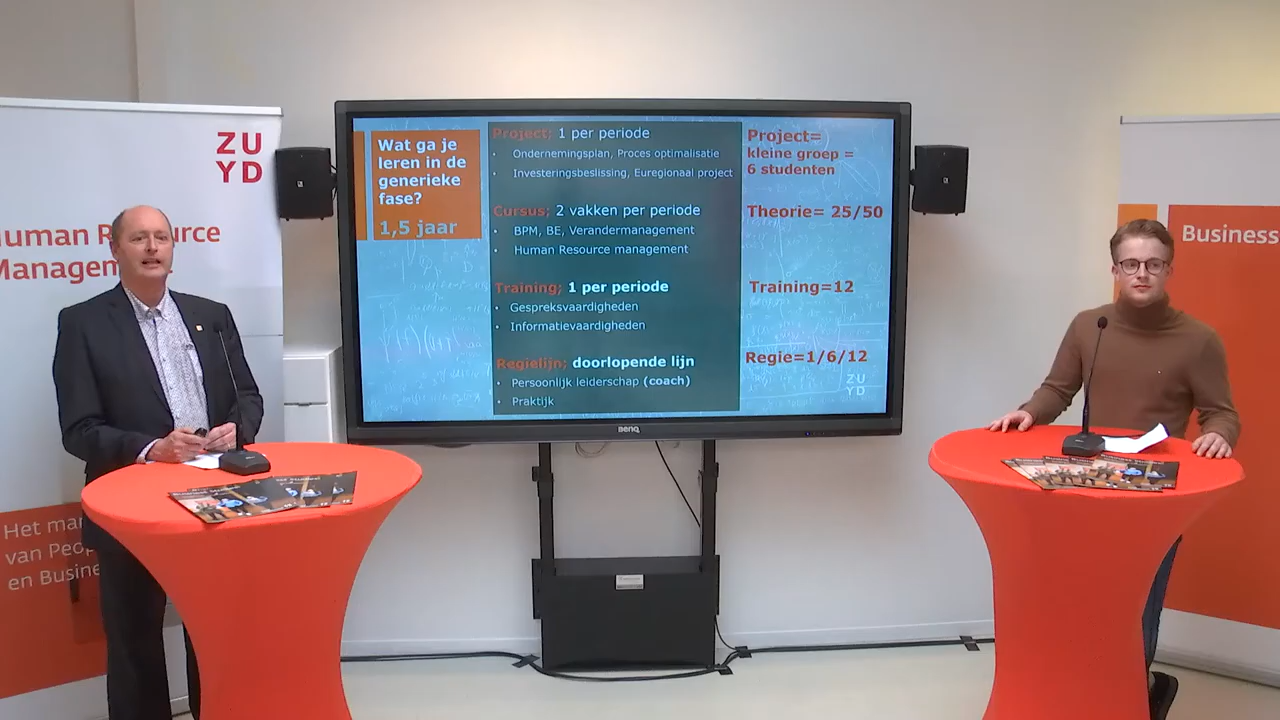 ZU
YD
Human Resource
Managem
Het ma
van Peop
en Busine
Wat ga je
leren in de
generieke
fase?
1,5 jaar
Project; 1 per periode
• Ondernemingsplan, Proces optimalisatie
• Investeringsbeslissing, Euregionaal project
Cursus; 2 vakken per periode
• BPM, BE, Verandermanagement
• Human Resource management
Training; 1 per periode
• Gespreksvaardigheden
• Informatievaardigheden
Regielijn; doorlopende lijn
• Persoonlijk leiderschap (coach)
• Praktijk
Project=
kleine groep =
6 studenten
Theorie= 25/50
Training=12
Regie=1/6/12
ZU
YD
BenQ
Business